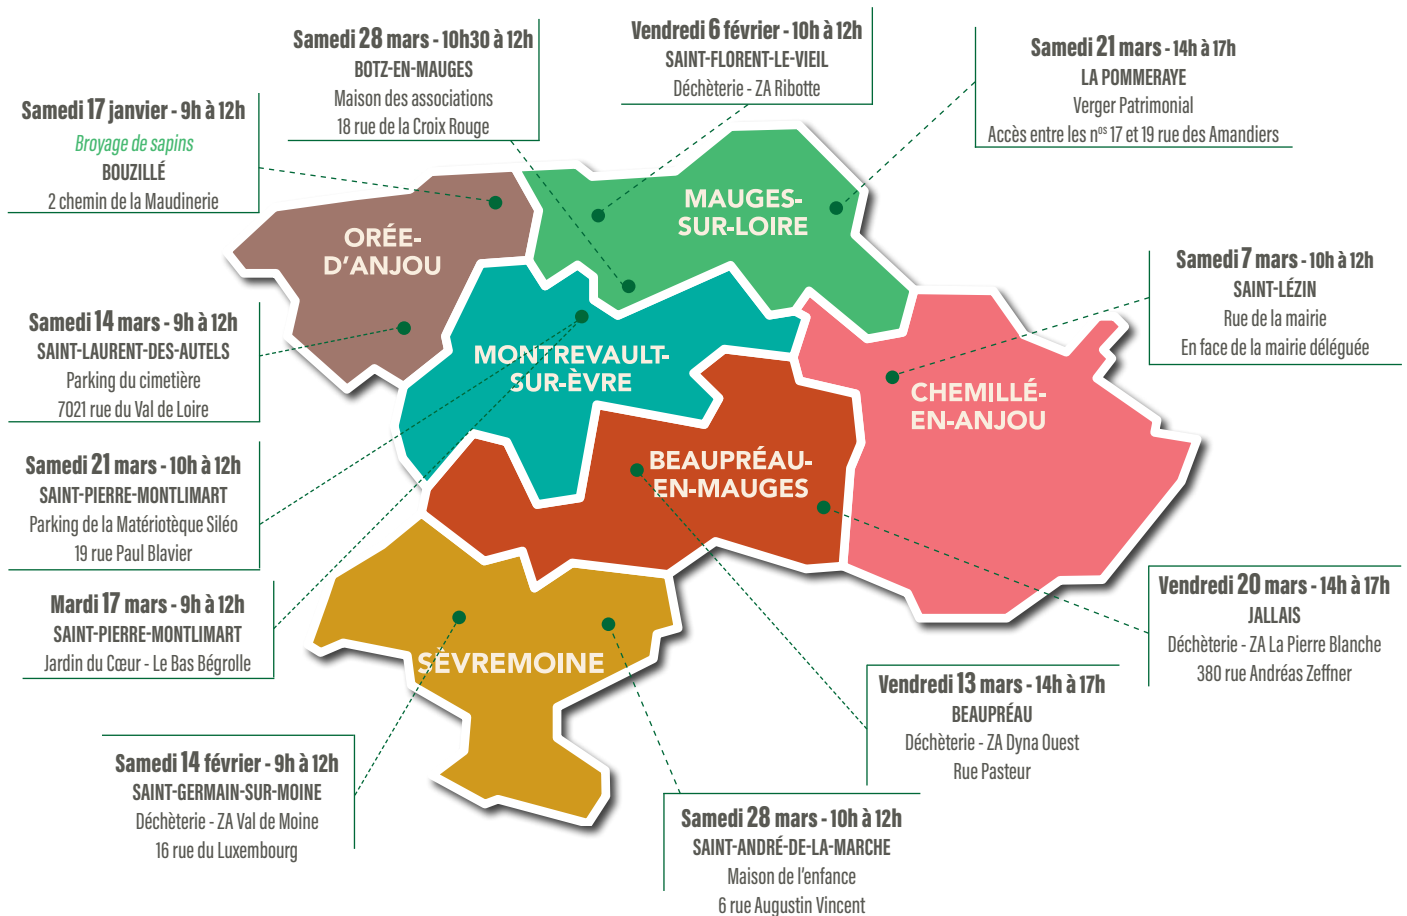 Samedi 28 mars - 10h30 à 12h
BOTZ-EN-MAUGES
Maison des associations
18 rue de la Croix Rouge
Vendredi 6 février - 10h à 12h
SAINT-FLORENT-LE-VIEIL
Déchèterie - ZA Ribotte
Samedi 21 mars - 14h à 17h
LA POMMERAYE
Verger Patrimonial
Accès entre les nos 17 et 19 rue des Amandiers
Samedi 17 janvier - 9h à 12h
Broyage de sapins
BOUZILLÉ
2 chemin de la Maudinerie
MAUGES-
SUR-LOIRE
ORÉE-
D'ANJOU
Samedi 7 mars - 10h à 12h
SAINT-LÉZIN
Rue de la mairie
En face de la mairie déléguée
Samedi 14 mars - 9h à 12h
SAINT-LAURENT-DES-AUTELS
Parking du cimetière
7021 rue du Val de Loire
MONTREVAULT-
SUR-ÈVRE
CHEMILLÉ-
EN-ANJOU
Samedi 21 mars - 10h à 12h
SAINT-PIERRE-MONTLIMART
Parking de la Matériotèque Siléo
19 rue Paul Blavier
BEAUPRÉAU-
EN-MAUGES
Mardi 17 mars - 9h à 12h
SAINT-PIERRE-MONTLIMART
Jardin du Cœur - Le Bas Bégrolle
Vendredi 20 mars - 14h à 17h
JALLAIS
Déchèterie - ZA La Pierre Blanche
380 rue Andréas Zeffner
SÈVREMOINE
Vendredi 13 mars - 14h à 17h
BEAUPRÉAU
Déchèterie - ZA Dyna Ouest
Rue Pasteur
Samedi 14 février - 9h à 12h
SAINT-GERMAIN-SUR-MOINE
Déchèterie - ZA Val de Moine
16 rue du Luxembourg
Samedi 28 mars - 10h à 12h
SAINT-ANDRÉ-DE-LA-MARCHE
Maison de l'enfance
6 rue Augustin Vincent